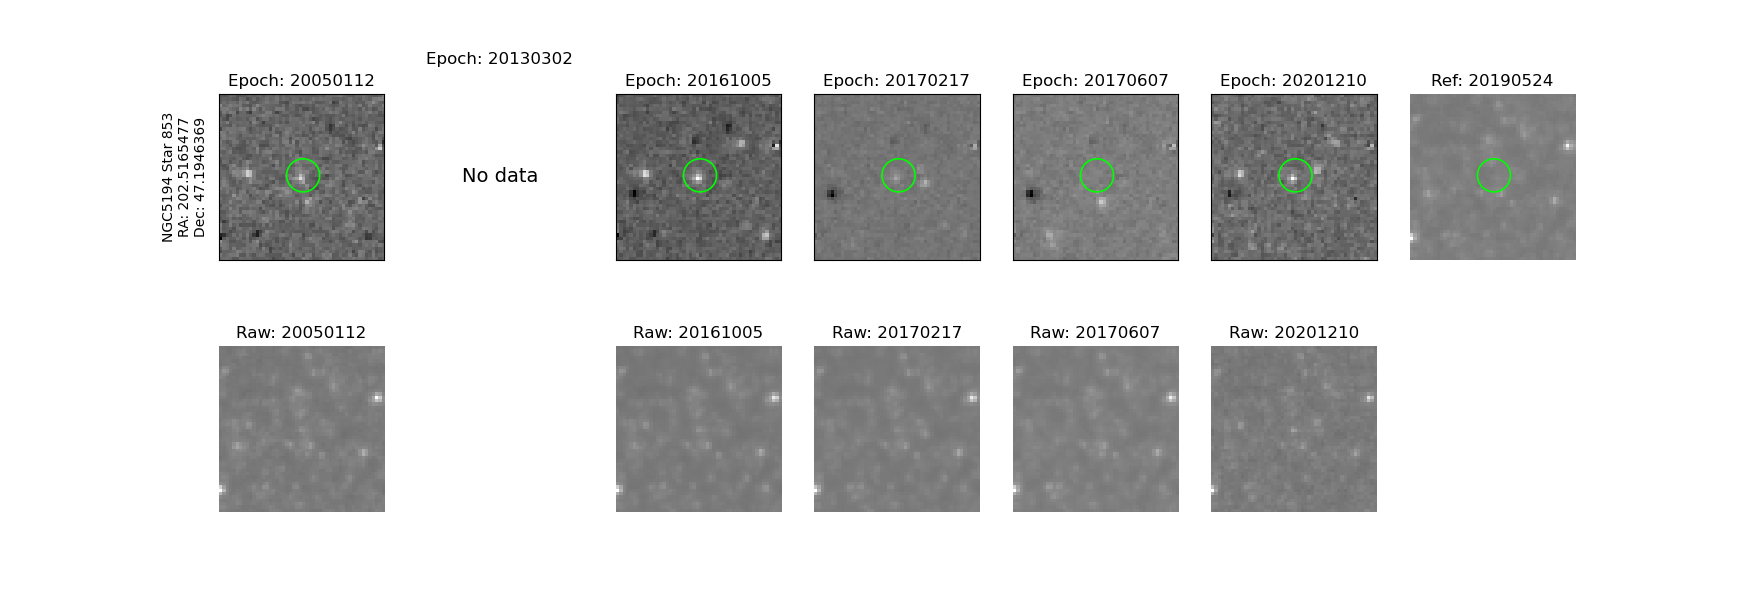 Epoch: 20130302
Epoch: 20050112
Epoch: 20161005
Epoch: 20170217
Epoch: 20170607
Epoch: 20201210
Ref: 20190524
NGC5194 Star 853
RA: 202.5165477
Dec: 47.1946369
No data
Raw: 20050112
Raw: 20161005
Raw: 20170217
Raw: 20170607
Raw: 20201210